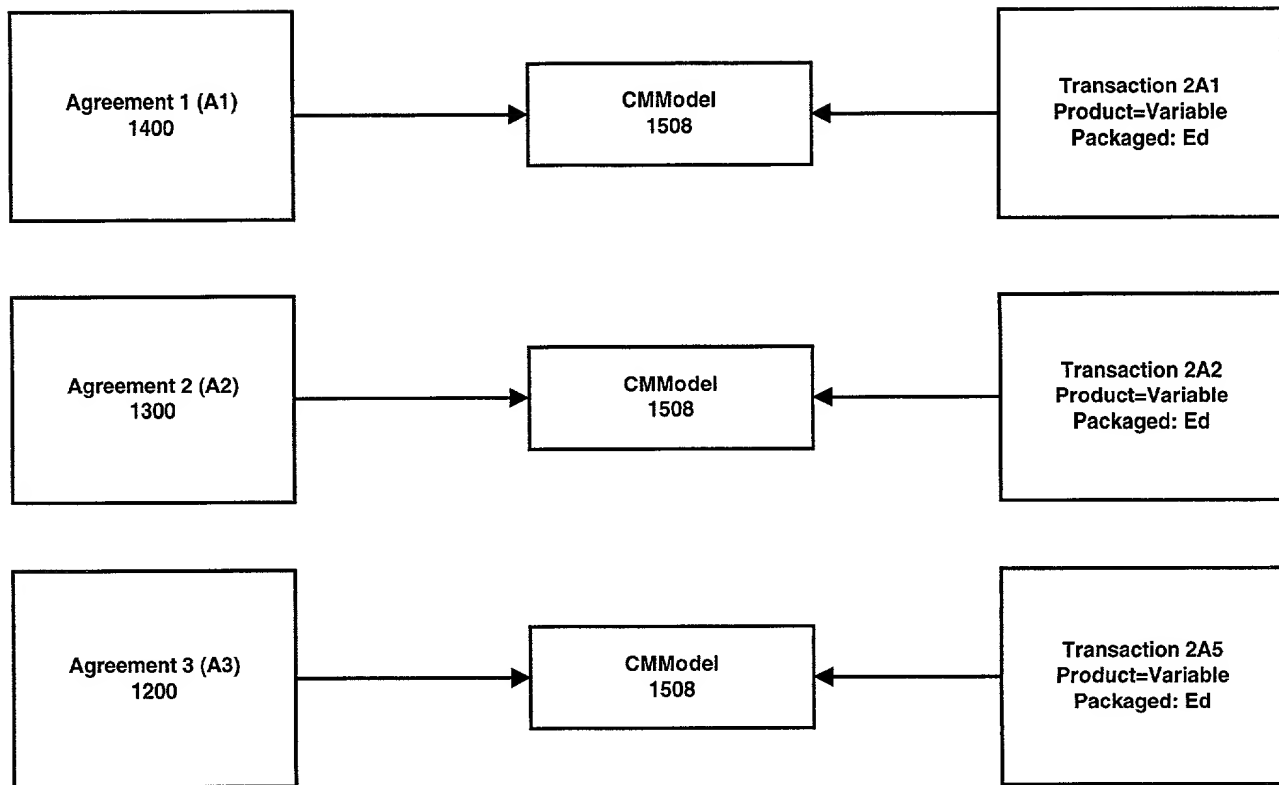 Agreement 1 (A1)
1400
CMModel
1508
Transaction 2A1
Product=Variable
Packaged: Ed
Agreement 2 (A2)
1300
CMModel
1508
Transaction 2A2
Product=Variable
Packaged: Ed
Agreement 3 (A3)
1200
CMModel
1508
Transaction 2A5
Product=Variable
Packaged: Ed